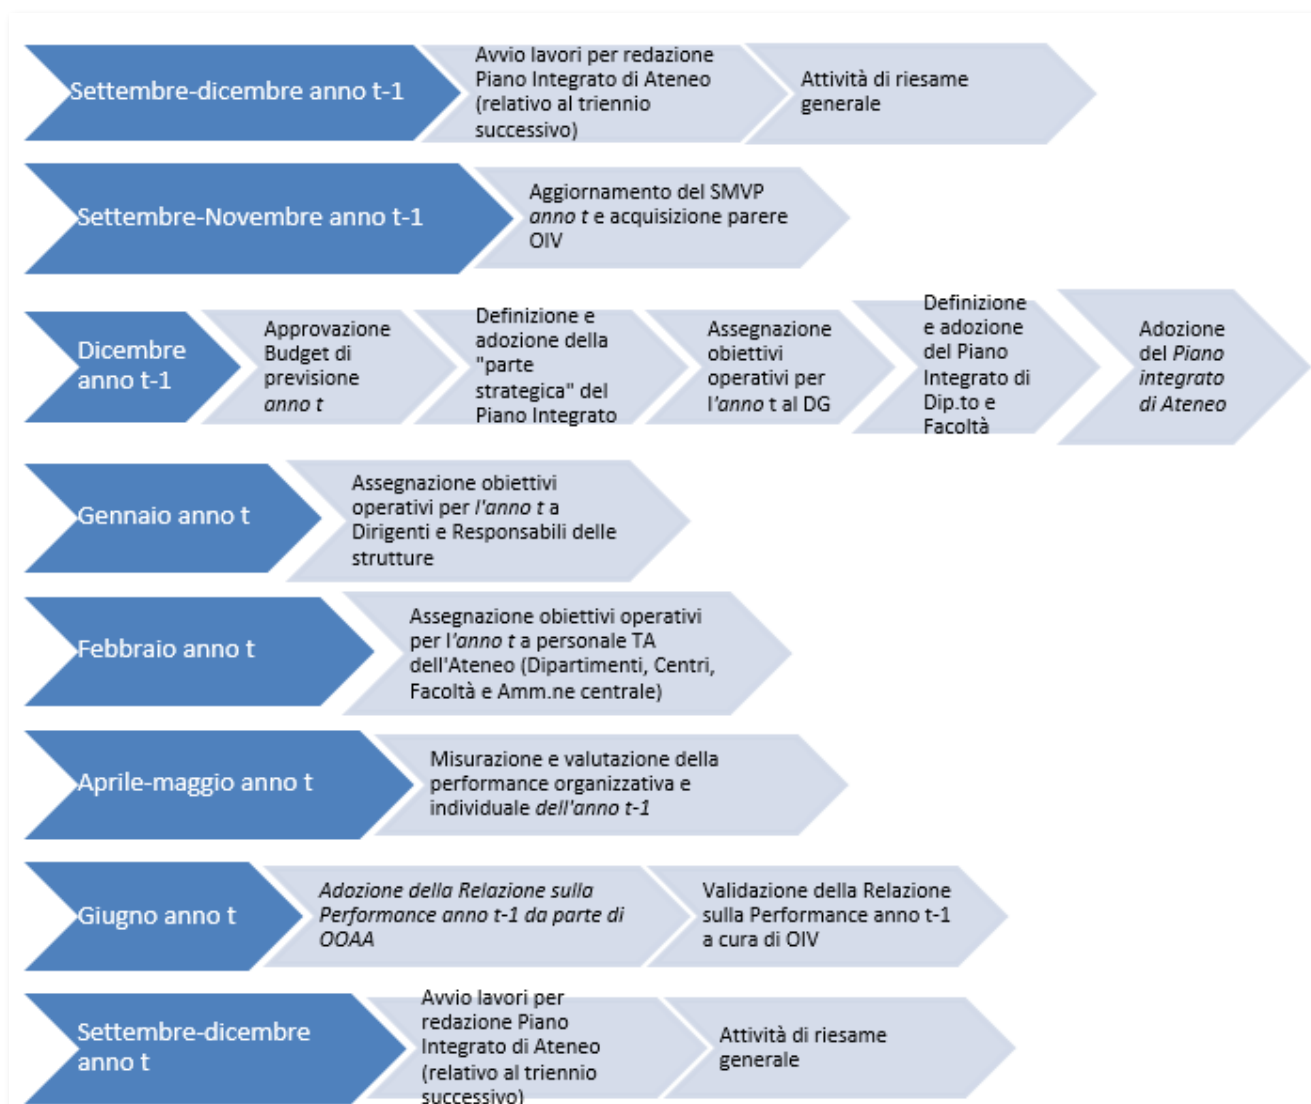 Settembre-dicembre anno t-1
Avvio lavori per redazione
Piano Integrato di Ateneo
(relativo al triennio
successivo)
Attività di riesame
generale
Settembre-Novembre anno t-1
Aggiornamento del SMVP
anno t e acquisizione parere
OIV
Dicembre
anno t-1
Approvazione
Budget di
previsione
anno t
Definizione e
adozione della
"parte
strategica" del
Piano Integrato
Assegnazione
obiettivi
operativi per
l'anno t al DG
Definizione
e adozione
del Piano
Integrato di
Dip.to e
Facoltà
Adozione
del Piano
integrato
di Ateneo
Gennaio anno t
Assegnazione obiettivi
operativi per l'anno t a
Dirigenti e Responsabili delle
strutture
Febbraio anno t
Assegnazione obiettivi operativi
per l'anno t a personale TA
dell'Ateneo (Dipartimenti, Centri,
Facoltà e Amm.ne centrale)
Aprile-maggio anno t
Misurazione e valutazione della
performance organizzativa e
individuale dell'anno t-1
Giugno anno t
Adozione della Relazione sulla
Performance anno t-1 da parte di
OOAA
Validazione della Relazione
sulla Performance anno t-1
a cura di OIV
Settembre-dicembre
anno t
Avvio lavori per
redazione Piano
Integrato di Ateneo
(relativo al triennio
successivo)
Attività di riesame
generale